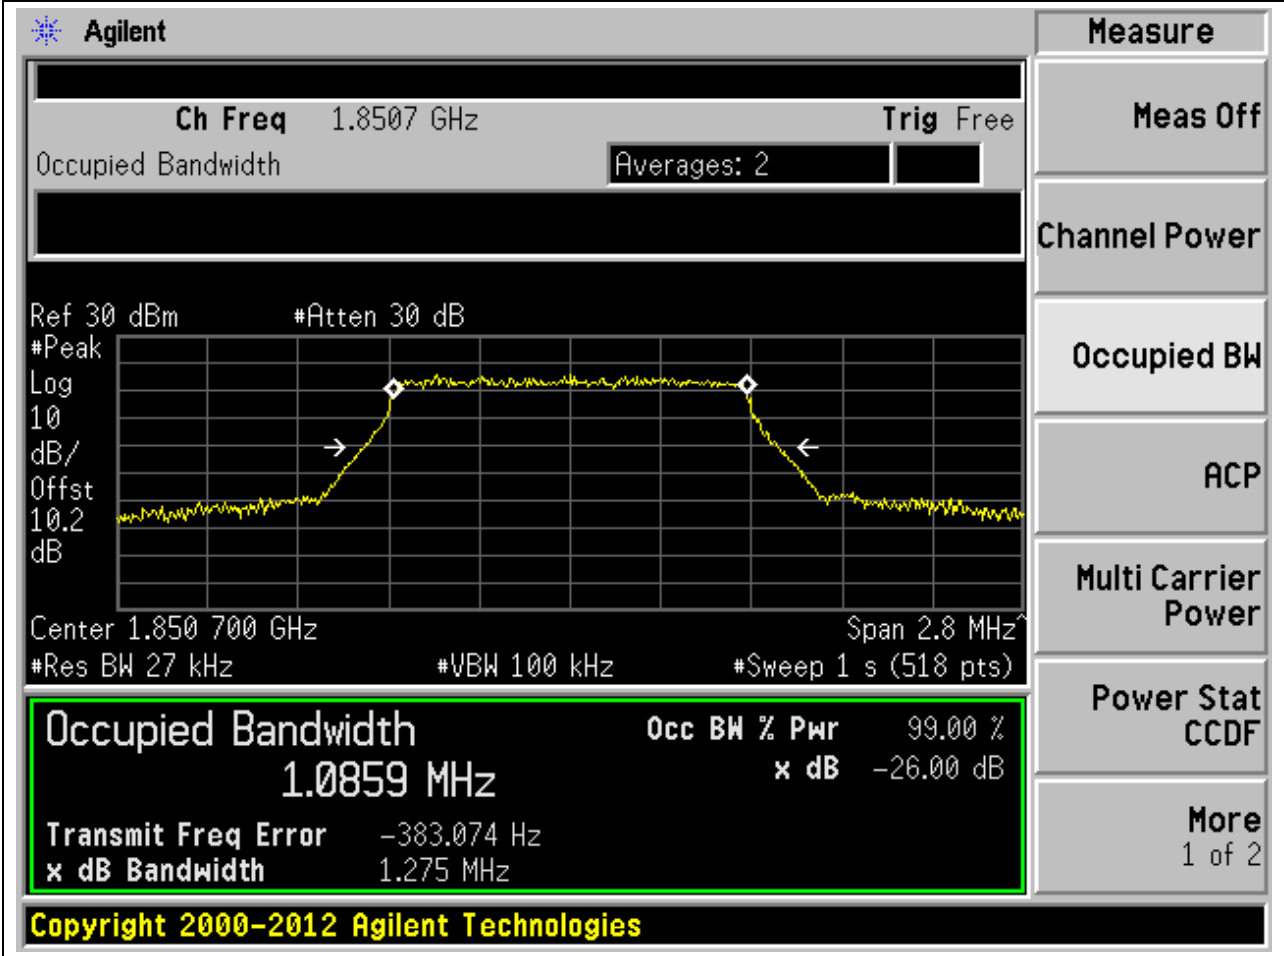 Agilent
Measure
Ch Freq 1.8507 GHz Trig Free
Occupied Bandwidth Averages: 2
Meas Off
Channel Power
Occupied BW
ACP
Multi Carrier
Power
Power Stat
CCDF
More
1 of 2
Ref 30 dBm #Atten 30 dB
#Peak
Log
10
dB/
Offst
10.2
dB
Center 1.850 700 GHz Span 2.8 MHz^
#Res BW 27 kHz #VBW 100 kHz #Sweep 1 s (518 pts)
Occupied Bandwidth Occ BW % Pwr 99.00 %
1.0859 MHz x dB -26.00 dB
Transmit Freq Error -383.074 Hz
x dB Bandwidth 1.275 MHz
Copyright 2000-2012 Agilent Technologies